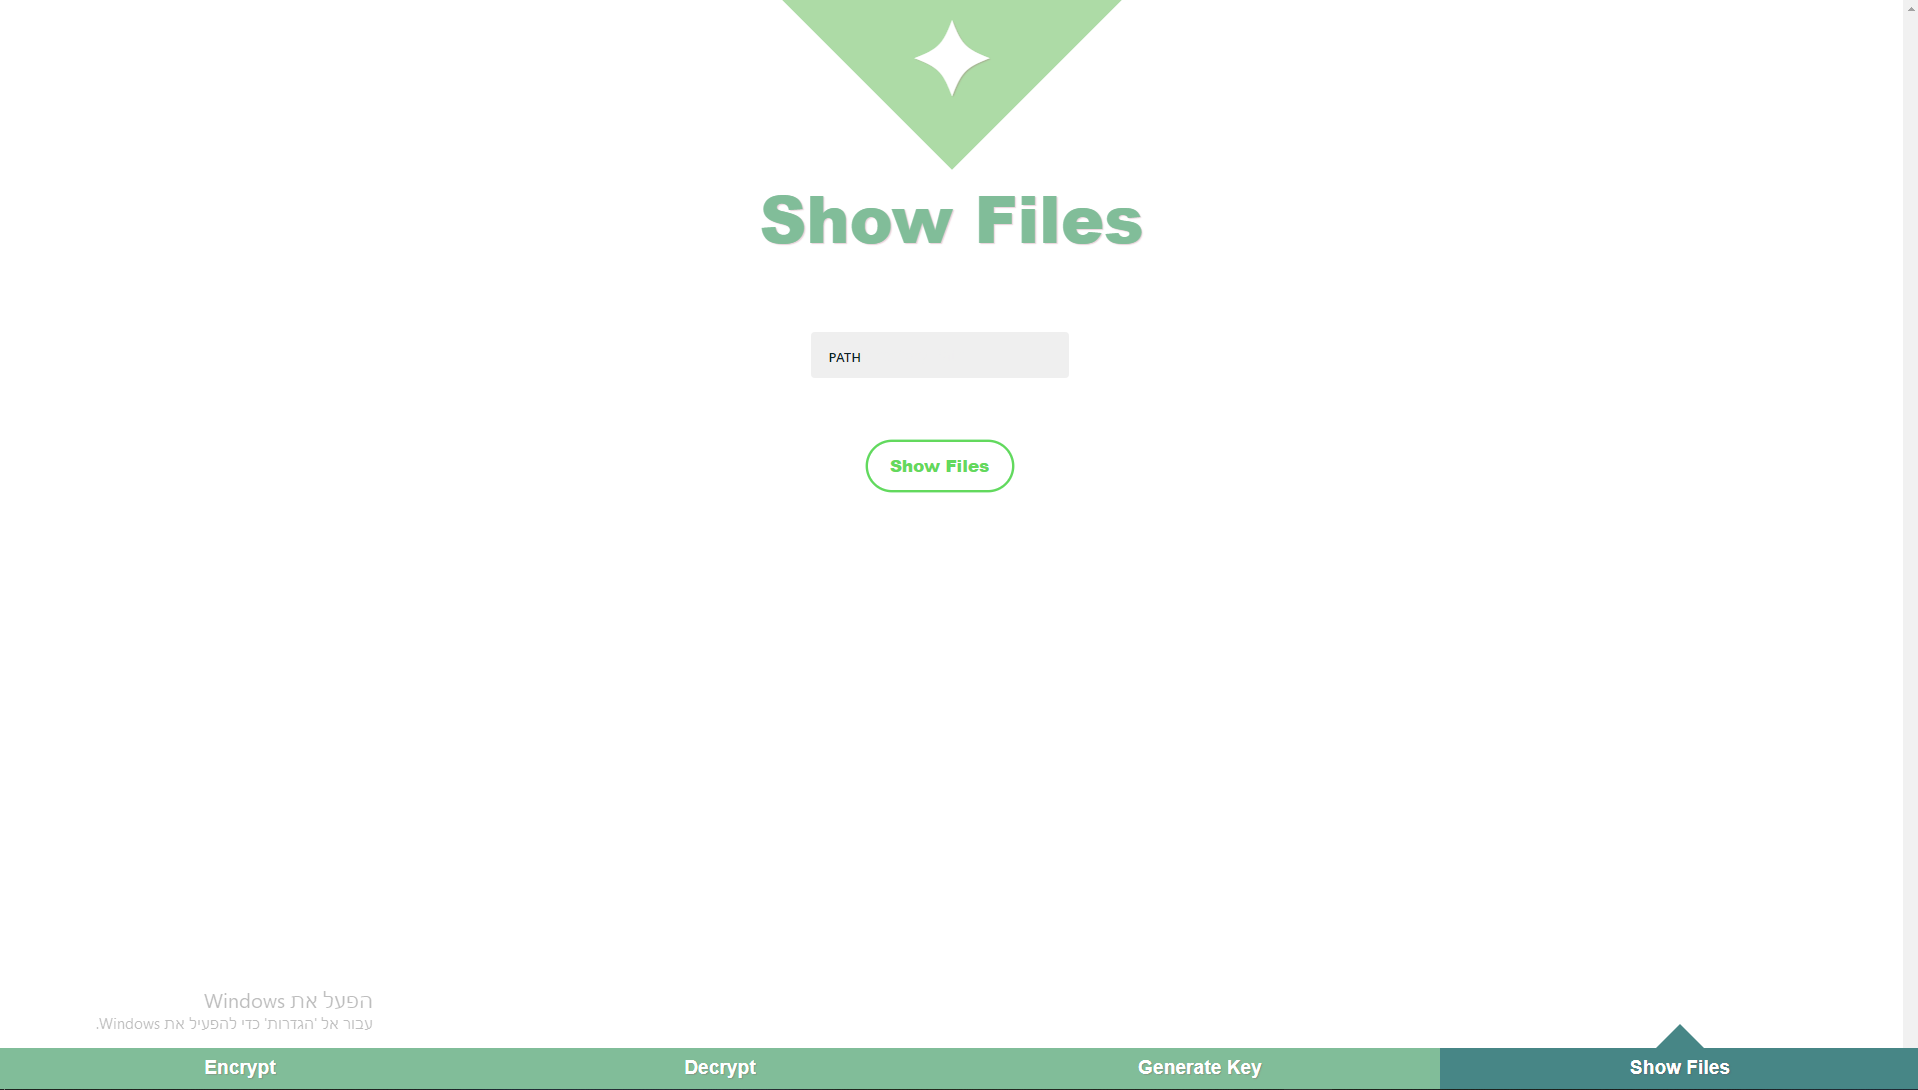 Show Files
PATH
Show Files
הפעל את Windows
עבור אל 'הגדרות' כדי להפעיל את Windows.
Encrypt
Decrypt
Generate Key
Show Files